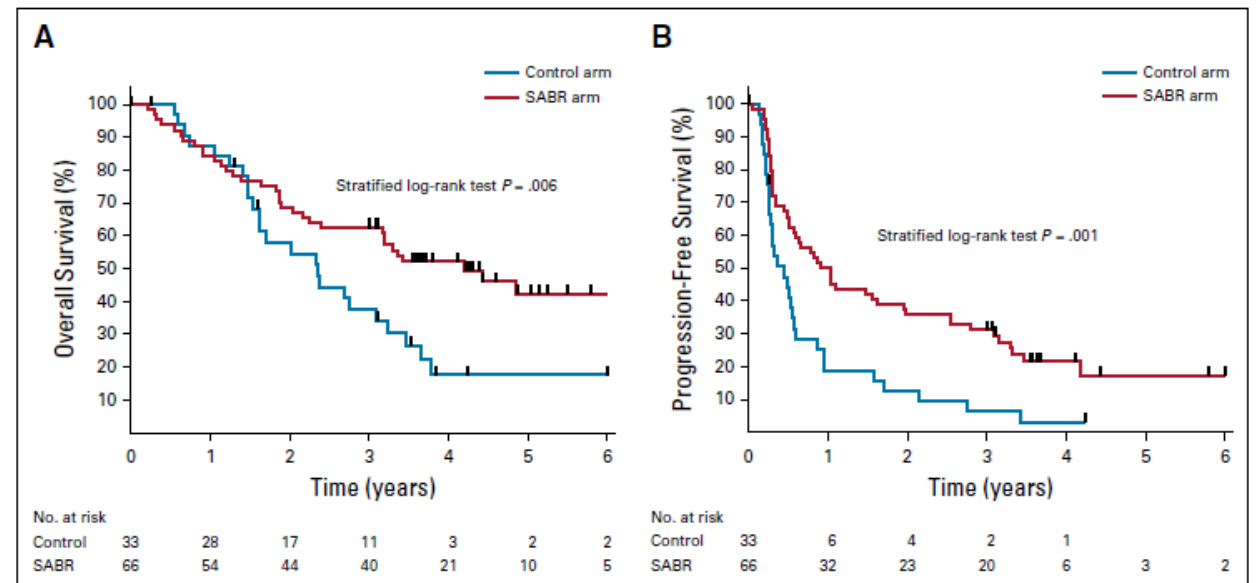 A
Control arm
SABR arm
100
90
80
70
60
50
40
30
20
10
Overall Survival (%)
Stratified log-rank test P = .006
0 1 2 3 4 5 6
Time (years)
No. at risk
Control 33 28 17 11 3 2 2
SABR 66 54 44 40 21 10 5
B
Control arm
SABR arm
100
90
80
70
60
50
40
30
20
10
Progression-Free Survival (%)
Stratified log-rank test P = .001
0 1 2 3 4 5 6
Time (years)
No. at risk
Control 33 6 4 2 1
SABR 66 32 23 20 6 3 2